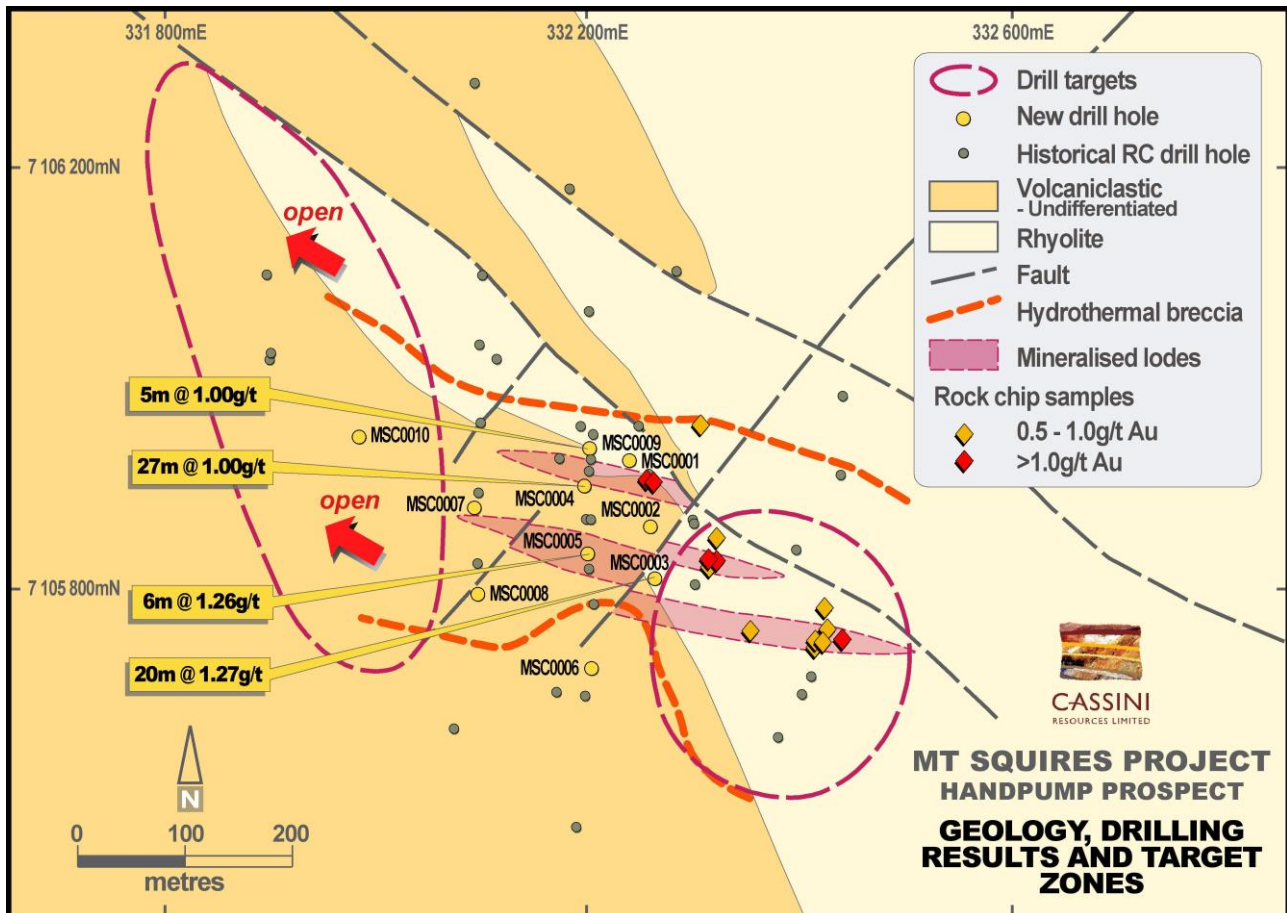 331 800mE
332 200mE
332 600mE
7 106 200mN
7 105 800mN
Drill targets
New drill hole
Historical RC drill hole
Volcaniclastic
- Undifferentiated
Rhyolite
Fault
Hydrothermal breccia
Mineralised lodes
Rock chip samples
0.5 - 1.0g/t Au
>1.0g/t Au
open
open
5m @ 1.00g/t
27m @ 1.00g/t
6m @ 1.26g/t
20m @ 1.27g/t
MSC0010
MSC0009
MSC0001
MSC0004
MSC0007
MSC0002
MSC0005
MSC0003
MSC0008
MSC0006
N
0 100 200
metres
CASSINI
RESOURCES LIMITED
MT SQUIRES PROJECT
HANDPUMP PROSPECT
GEOLOGY, DRILLING
RESULTS AND TARGET
ZONES